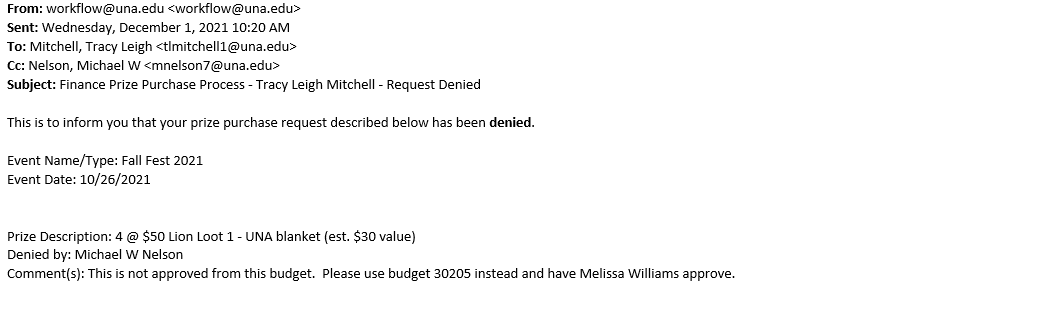 From: workflow@una.edu <workflow@una.edu>
Sent: Wednesday, December 1, 2021 10:20 AM
To: Mitchell, Tracy Leigh <tlmitchell1@una.edu>
Cc: Nelson, Michael W <mnelson7@una.edu>
Subject: Finance Prize Purchase Process - Tracy Leigh Mitchell - Request Denied
This is to inform you that your prize purchase request described below has been denied.
Event Name/Type: Fall Fest 2021
Event Date: 10/26/2021
Prize Description: 4 @ $50 Lion Loot 1 - UNA blanket (est. $30 value)
Denied by: Michael W Nelson
Comment(s): This is not approved from this budget.  Please use budget 30205 instead and have Melissa Williams approve.